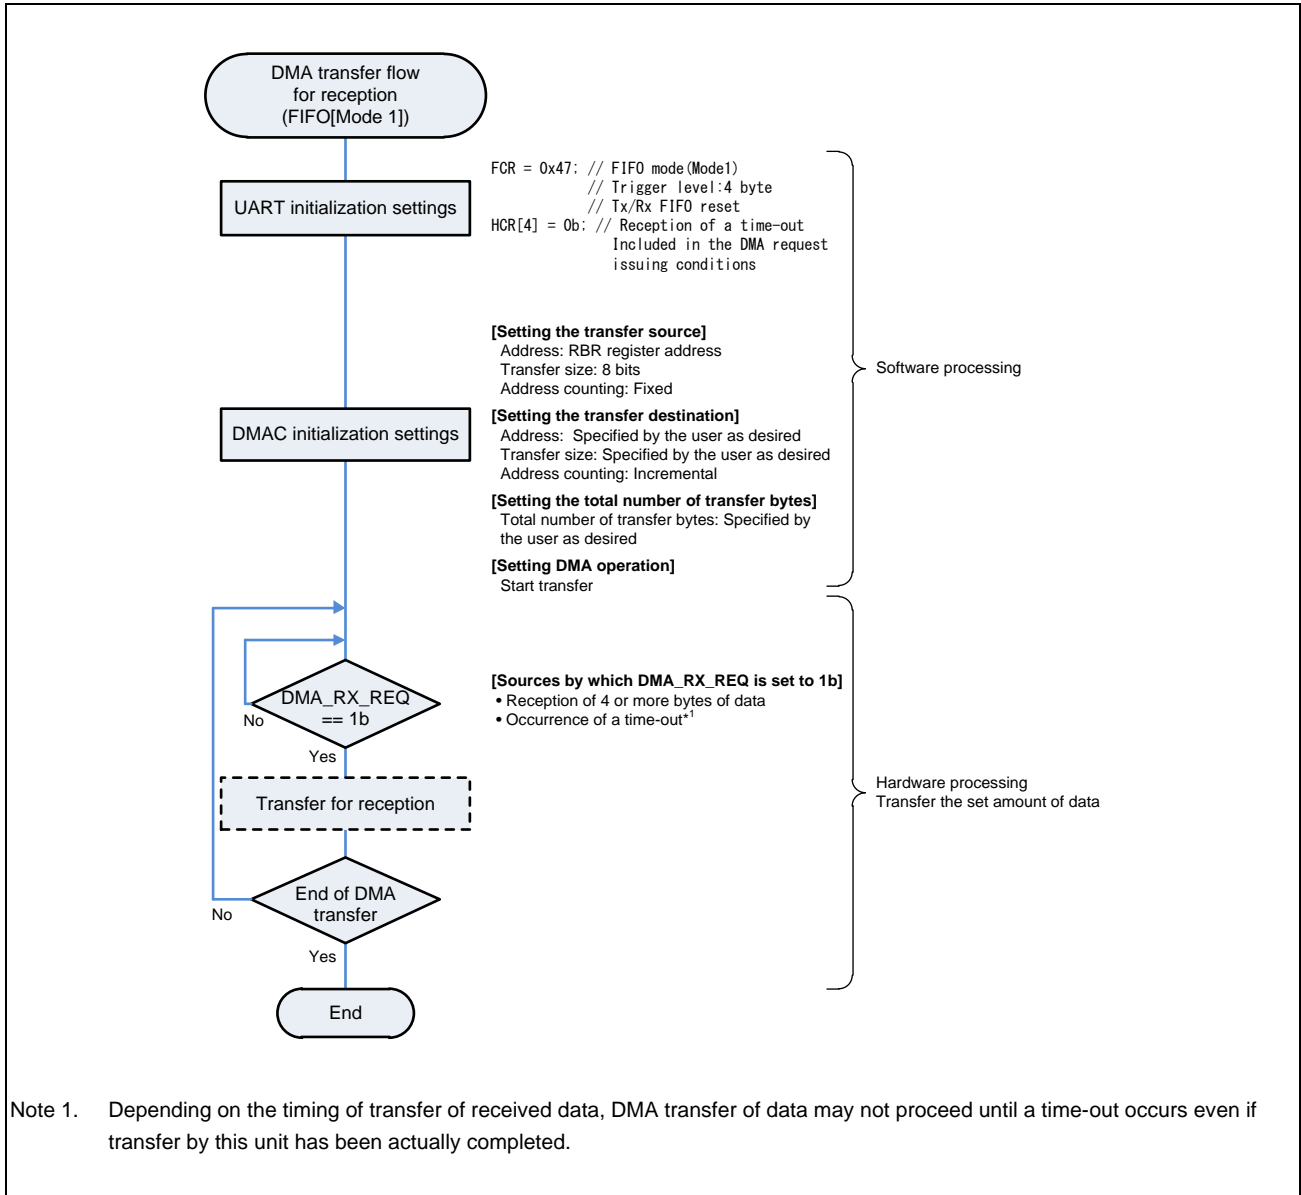 DMA transfer flow
for reception
(FIFO[Mode 1])
UART initialization settings
FCR = 0x47; // FIFO mode(Mode1)
// Trigger level:4 byte
// Tx/Rx FIFO reset
HCR[4] = 0b; // Reception of a time-out
Included in the DMA request
issuing conditions
[Setting the transfer source]
Address: RBR register address
Transfer size: 8 bits
Address counting: Fixed
Software processing
DMAC initialization settings
[Setting the transfer destination]
Address:  Specified by the user as desired
Transfer size: Specified by the user as desired
Address counting: Incremental
[Setting the total number of transfer bytes]
Total number of transfer bytes: Specified by
the user as desired
[Setting DMA operation]
Start transfer
DMA_RX_REQ
== 1b
No
Yes
[Sources by which DMA_RX_REQ is set to 1b]
• Reception of 4 or more bytes of data
• Occurrence of a time-out*1
Transfer for reception
Hardware processing
Transfer the set amount of data
End of DMA
transfer
No
Yes
End
Note 1. Depending on the timing of transfer of received data, DMA transfer of data may not proceed until a time-out occurs even if
transfer by this unit has been actually completed.